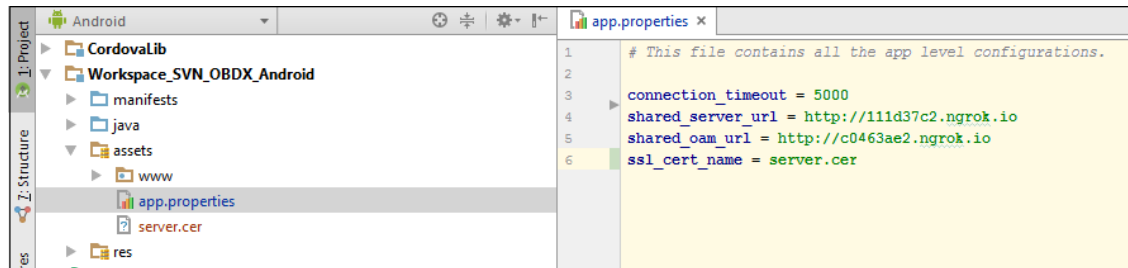 Android
1: Project
7: Structure
CordovaLib
Workspace_SVN_OBDX_Android
manifests
java
assets
www
app.properties
server.cer
res
app.properties
1 # This file contains all the app level configurations.
2
3 connection_timeout = 5000
4 shared_server_url = http://111d37c2.ngrok.io
5 shared_oam_url = http://c0463ae2.ngrok.io
6 ssl_cert_name = server.cer